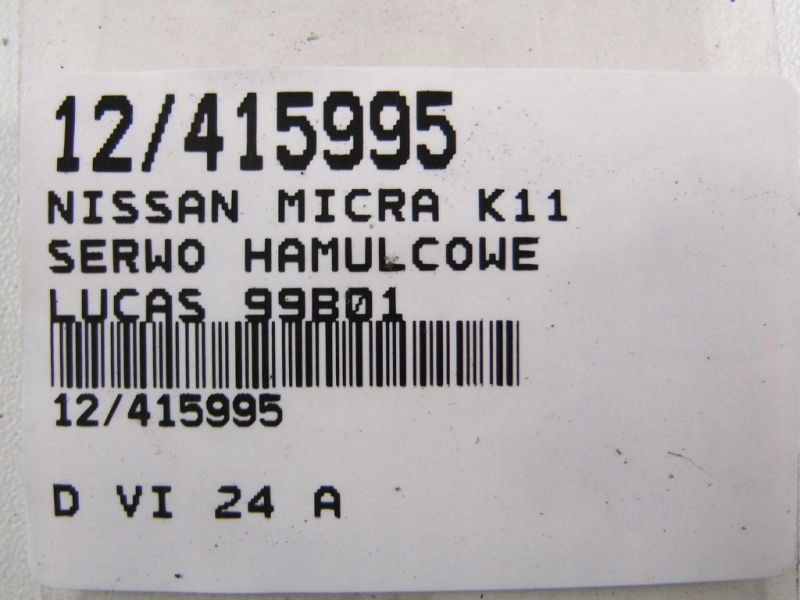 12/415995
NISSAN MICRA K11
SERWO HAMULCOWE
LUCAS 99B01
12/415995
D VI 24 A